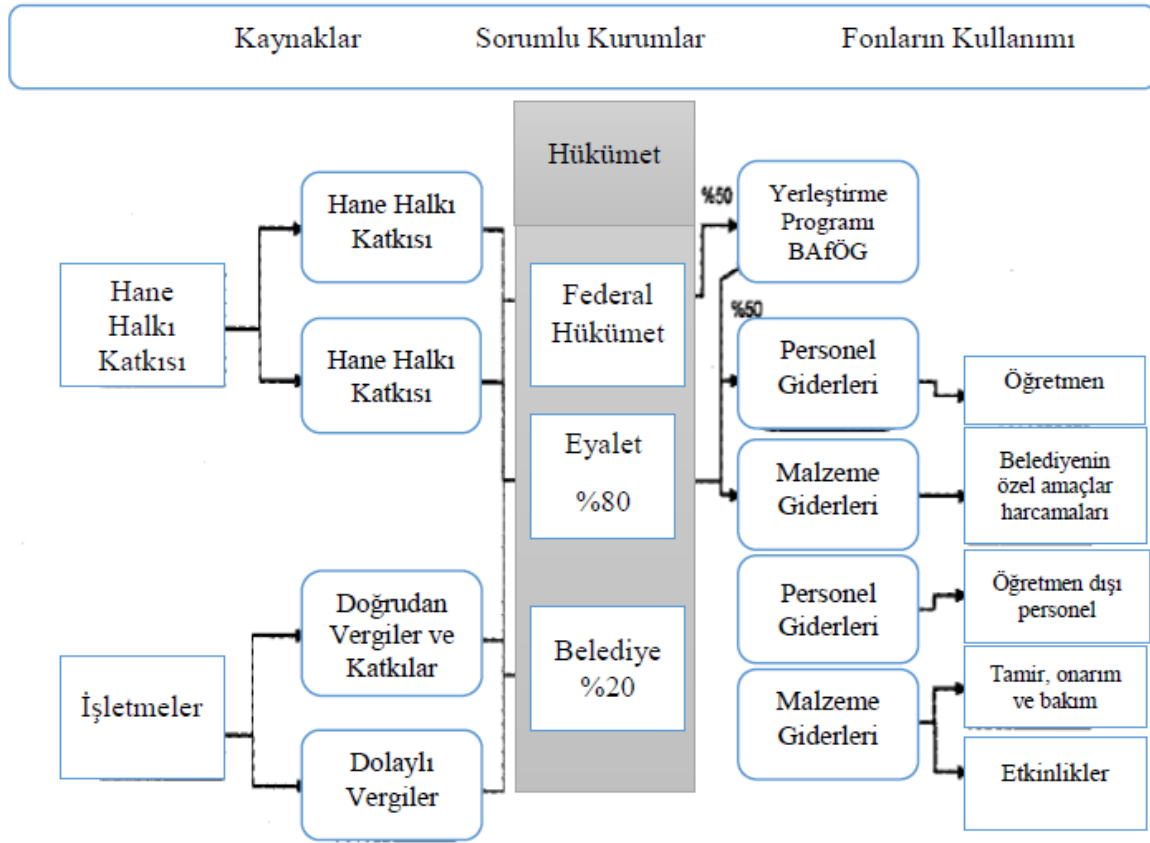 Kaynaklar Sorumlu Kurumlar Fonların Kullanımı
Hane
Halkı
Katkısı
İşletmeler
Hane Halkı
Katkısı
Hane Halkı
Katkısı
Doğrudan
Vergiler ve
Katkılar
Dolaylı
Vergiler
Hükümet
Federal
Hükümet
Eyalet
%80
Belediye
%20
%50
%50
Yerleştirme
Programı
BAfÖG
Personel
Giderleri
Malzeme
Giderleri
Personel
Giderleri
Malzeme
Giderleri
Öğretmen
Belediyenin
özel amaçlar
harcamaları
Öğretmen dışı
personel
Tamir, onarım
ve bakım
Etkinlikler